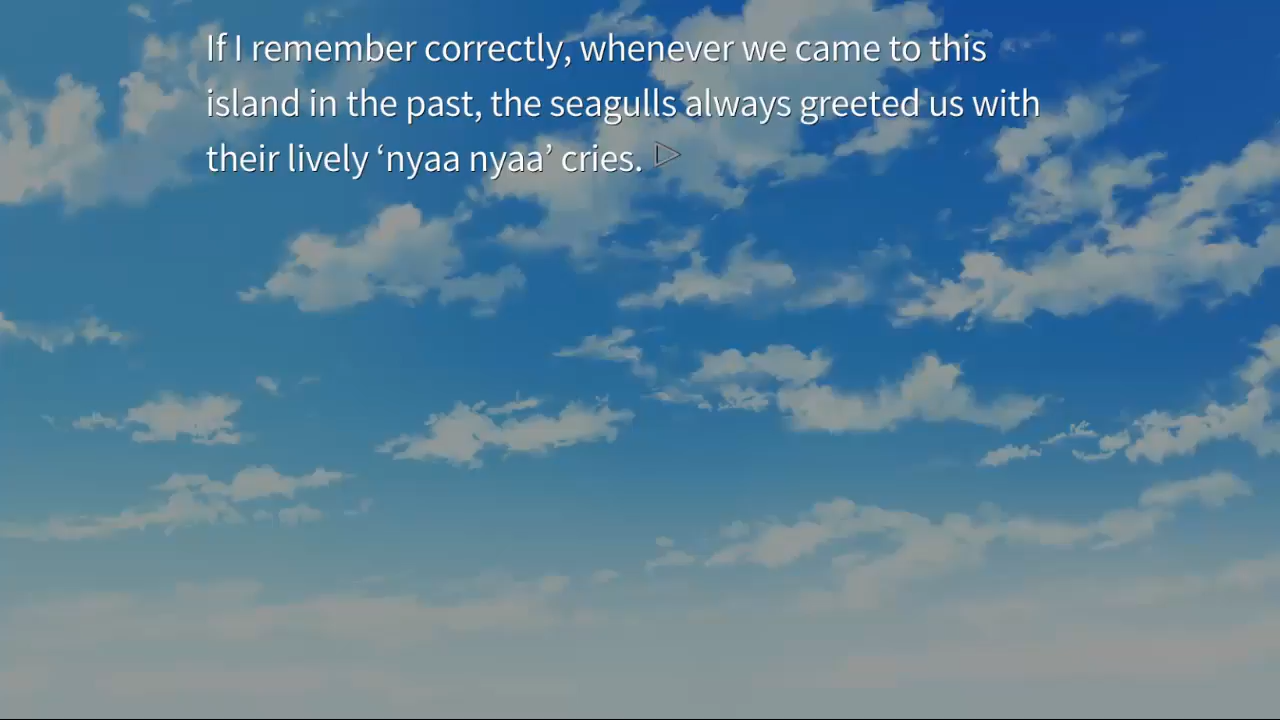 If I remember correctly, whenever we came to this
island in the past, the seagulls always greeted us with
their lively ‘nyaa nyaa’ cries.